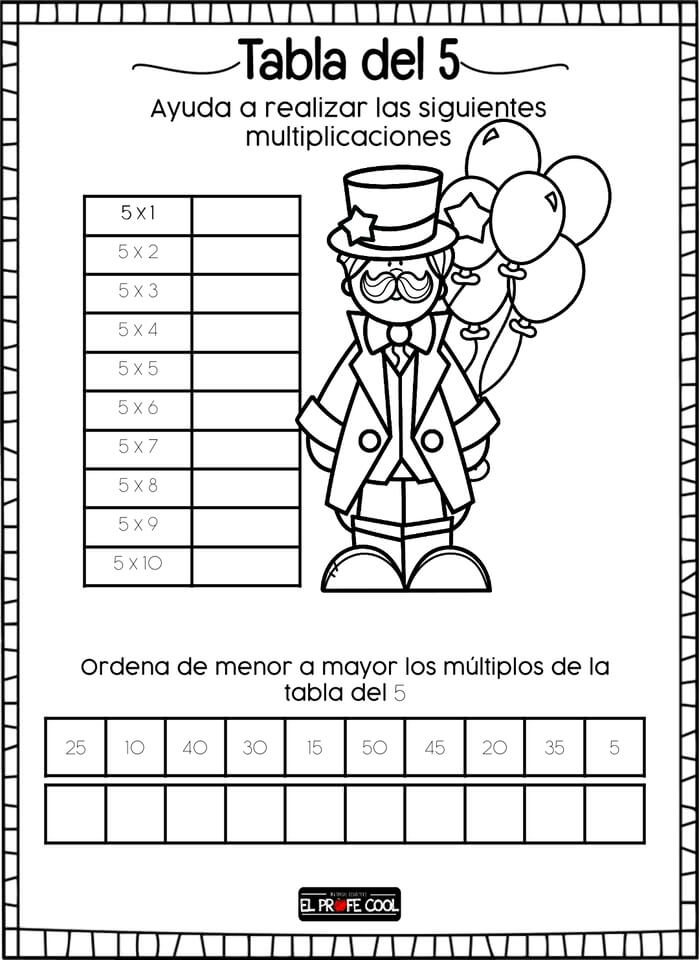 Tabla del 5
Ayuda a realizar las siguientes
multiplicaciones
5 x 1
5 x 2
5 x 3
5 x 4
5 x 5
5 x 6
5 x 7
5 x 8
5 x 9
5 x 10
Ordena de menor a mayor los múltiplos de la
tabla del 5
25 10 40 30 15 50 45 20 35 5
EL PROFE COOL